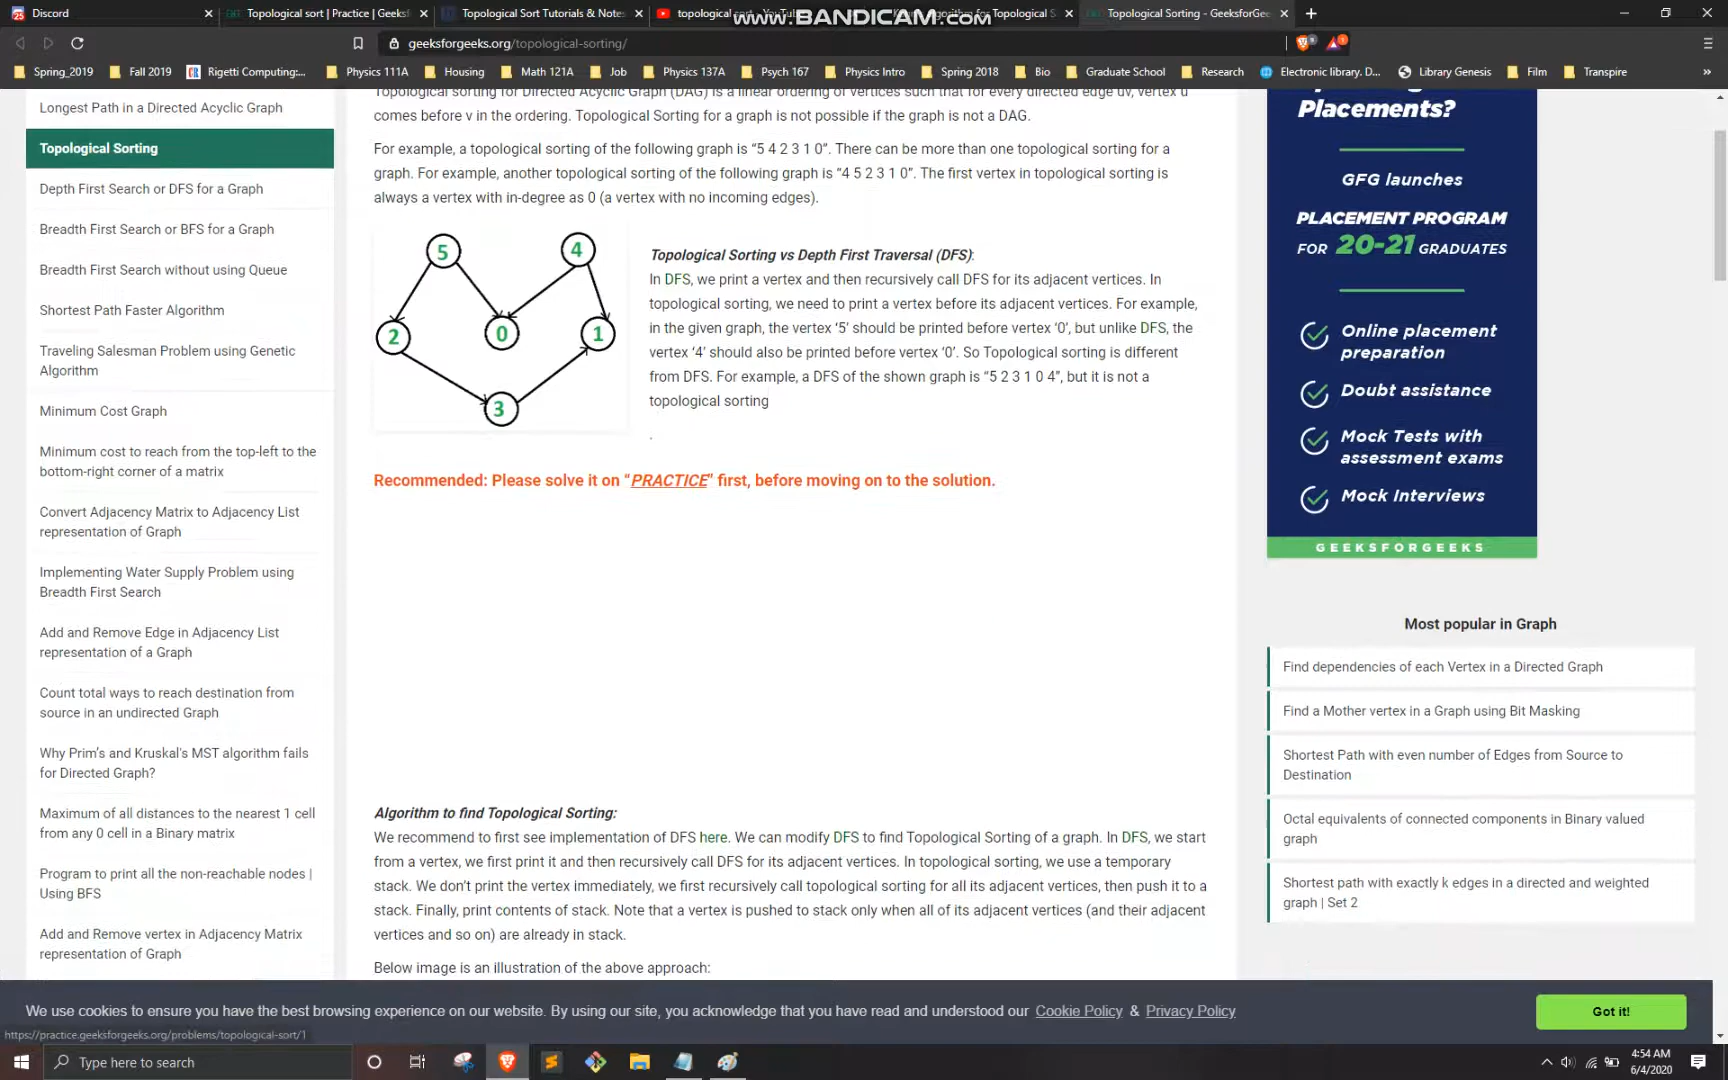 Discord
Topological sort | Practice | Geeks
Topological Sort Tutorials & Notes
www.BANDICAM.com
Topological Sorting - GeeksforGee
geeksforgeeks.org/topological-sorting/
Spring_2019
Fall 2019
Rigetti Computing:...
Physics 111A
Housing
Math 121A
Job
Physics 137A
Psych 167
Physics Intro
Spring 2018
Bio
Graduate School
Research
Electronic library. D...
Library Genesis
Film
Transpire
Longest Path in a Directed Acyclic Graph
Topological Sorting
Depth First Search or DFS for a Graph
Breadth First Search or BFS for a Graph
Breadth First Search without using Queue
Shortest Path Faster Algorithm
Traveling Salesman Problem using Genetic
Algorithm
Minimum Cost Graph
Minimum cost to reach from the top-left to the
bottom-right corner of a matrix
Convert Adjacency Matrix to Adjacency List
representation of Graph
Implementing Water Supply Problem using
Breadth First Search
Add and Remove Edge in Adjacency List
representation of a Graph
Count total ways to reach destination from
source in an undirected Graph
Why Prim's and Kruskal's MST algorithm fails
for Directed Graph?
Maximum of all distances to the nearest 1 cell
from any 0 cell in a Binary matrix
Program to print all the non-reachable nodes |
Using BFS
Add and Remove vertex in Adjacency Matrix
representation of Graph
Topological sorting for Directed Acyclic Graph (DAG) is a linear ordering of vertices such that for every directed edge uv, vertex u
comes before v in the ordering. Topological Sorting for a graph is not possible if the graph is not a DAG.
For example, a topological sorting of the following graph is “5 4 2 3 1 0”. There can be more than one topological sorting for a
graph. For example, another topological sorting of the following graph is “4 5 2 3 1 0”. The first vertex in topological sorting is
always a vertex with in-degree as 0 (a vertex with no incoming edges).
5
4
2
0
1
3
Topological Sorting vs Depth First Traversal (DFS):
In DFS, we print a vertex and then recursively call DFS for its adjacent vertices. In
topological sorting, we need to print a vertex before its adjacent vertices. For example,
in the given graph, the vertex ‘5’ should be printed before vertex ‘0’, but unlike DFS, the
vertex ‘4’ should also be printed before vertex ‘0’. So Topological sorting is different
from DFS. For example, a DFS of the shown graph is “5 2 3 1 0 4”, but it is not a
topological sorting
.
Recommended: Please solve it on “PRACTICE” first, before moving on to the solution.
Algorithm to find Topological Sorting:
We recommend to first see implementation of DFS here. We can modify DFS to find Topological Sorting of a graph. In DFS, we start
from a vertex, we first print it and then recursively call DFS for its adjacent vertices. In topological sorting, we use a temporary
stack. We don’t print the vertex immediately, we first recursively call topological sorting for all its adjacent vertices, then push it to a
stack. Finally, print contents of stack. Note that a vertex is pushed to stack only when all of its adjacent vertices (and their adjacent
vertices and so on) are already in stack.
Below image is an illustration of the above approach:
Placements?
GFG launches
PLACEMENT PROGRAM
FOR 20-21 GRADUATES
Online placement
preparation
Doubt assistance
Mock Tests with
assessment exams
Mock Interviews
GEEKSFORGEEKS
Most popular in Graph
Find dependencies of each Vertex in a Directed Graph
Find a Mother vertex in a Graph using Bit Masking
Shortest Path with even number of Edges from Source to
Destination
Octal equivalents of connected components in Binary valued
graph
Shortest path with exactly k edges in a directed and weighted
graph | Set 2
We use cookies to ensure you have the best browsing experience on our website. By using our site, you acknowledge that you have read and understood our Cookie Policy & Privacy Policy
Got it!
https://practice.geeksforgeeks.org/problems/topological-sort/1
Type here to search
4:54 AM
6/4/2020